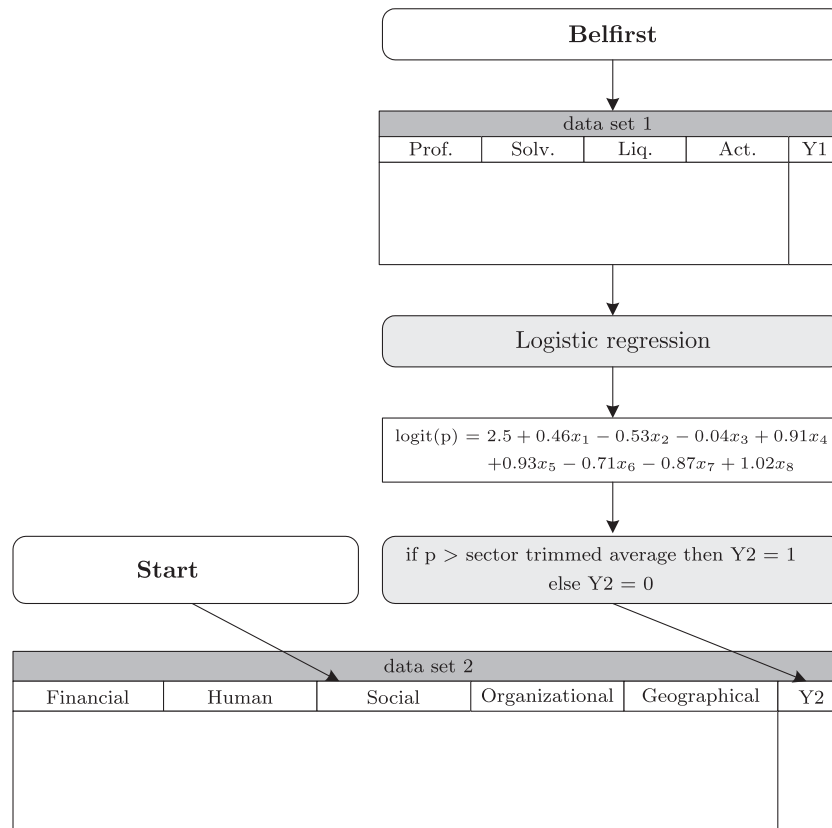 Belfirst
data set 1
Prof. Solv. Liq. Act. Y1
Logistic regression
logit(p) = 2.5 + 0.46x₁ − 0.53x₂ − 0.04x₃ + 0.91x₄
+0.93x₅ − 0.71x₆ − 0.87x₇ + 1.02x₈
if p > sector trimmed average then Y2 = 1
else Y2 = 0
Start
data set 2
Financial Human Social Organizational Geographical Y2